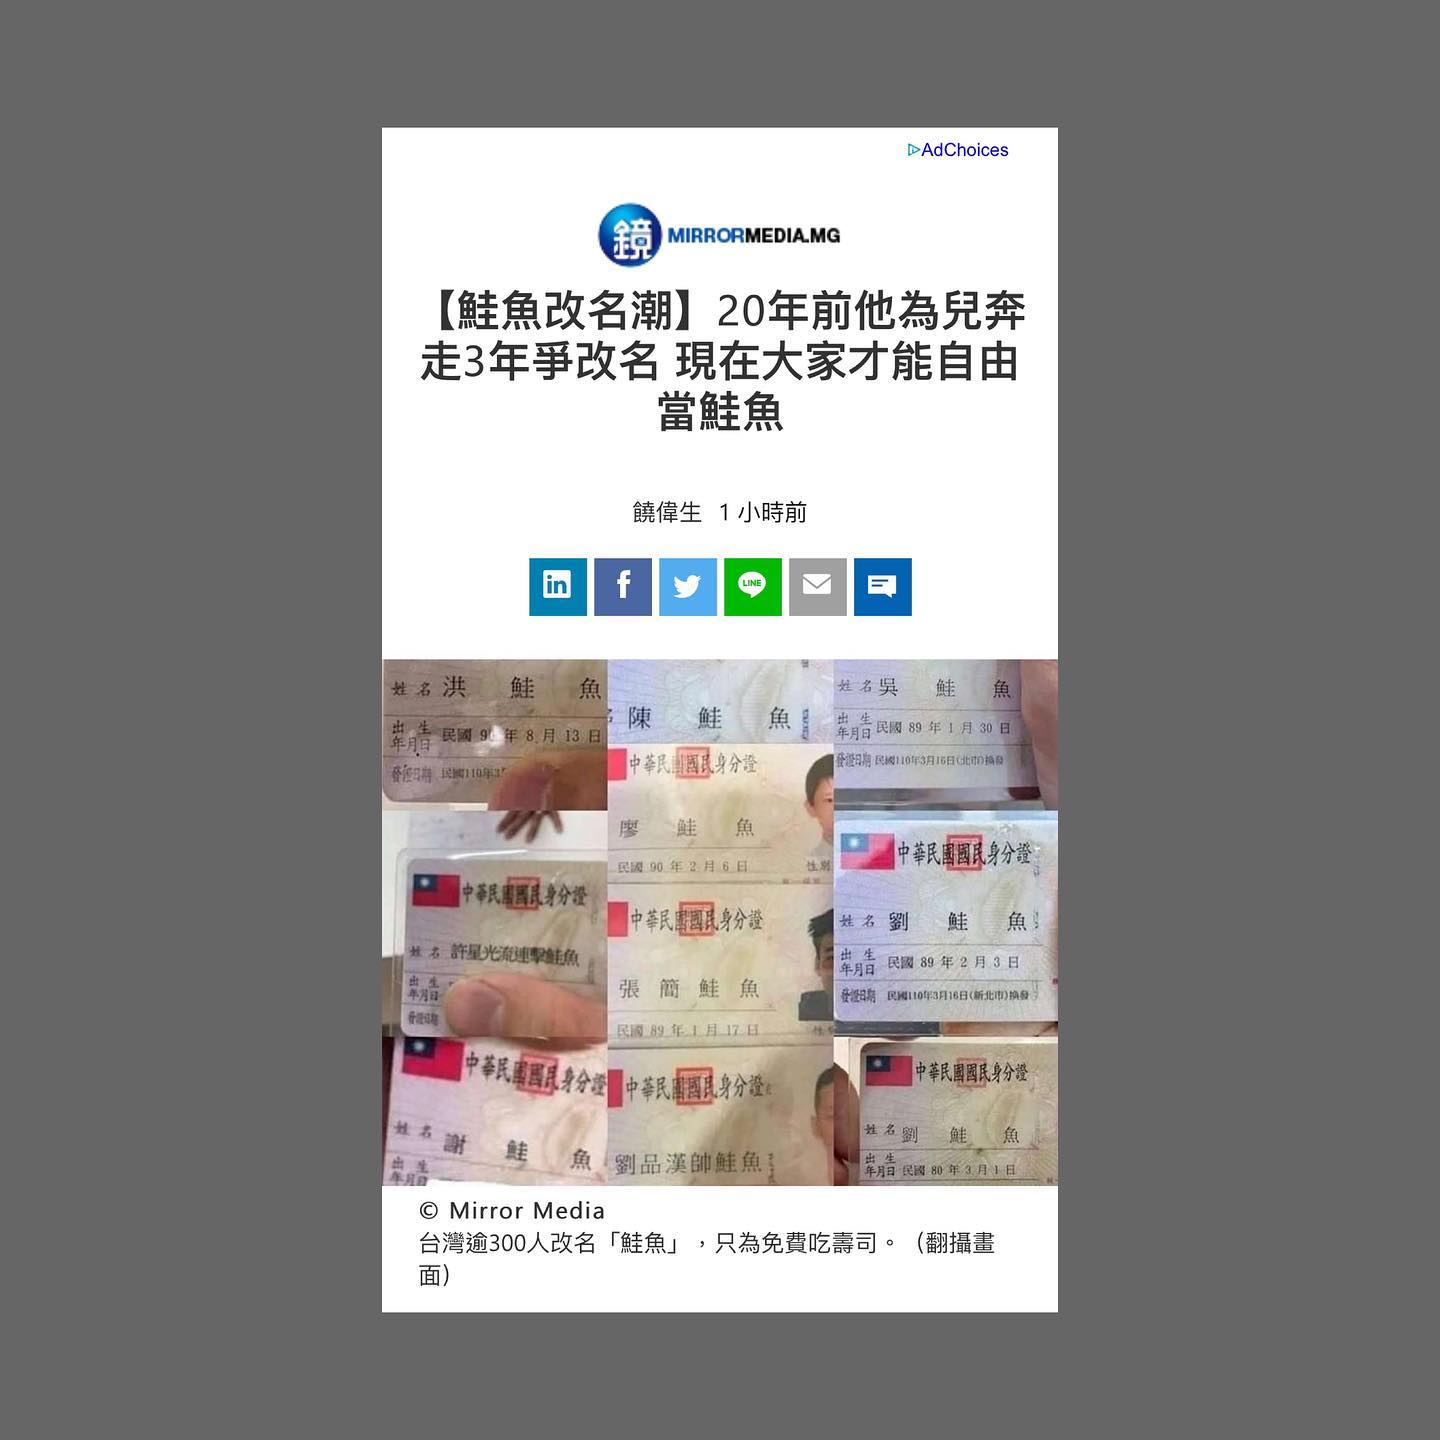 AdChoices
鏡 MIRRORMEDIA.MG
【鮭魚改名潮】20年前他為兒奔
走3年爭改名 現在大家才能自由
當鮭魚
饒偉生 1 小時前
in f LINE
姓名 洪 鮭 魚
出生
年月日 民國 9 年 8 月 13 日
發證日期 民國110年3
陳 鮭 魚
姓名 吳 鮭 魚
出生
年月日 民國 89 年 1 月 30 日
發證日期 民國110年3月16日(北市)換發
中華民國國民身分證
廖 鮭 魚
民國 90 年 2 月 6 日 性別
中華民國國民身分證
姓名 許星光流連擊鮭魚
出生
年月日
發證日期
中華民國國民身分證
張 簡 鮭 魚
民國 89 年 1 月 17 日
中華民國國民身分證
姓名 劉 鮭 魚
出生
年月日 民國 89 年 2 月 3 日
發證日期 民國110年3月16日(新北市)換發
中華民國國民身分證
姓名 謝 鮭 魚
出生
年月日
中華民國國民身分證
劉品漢帥鮭魚
中華民國國民身分證
姓名 劉 鮭 魚
出生
年月日 民國 80 年 3 月 1 日
© Mirror Media
台灣逾300人改名「鮭魚」，只為免費吃壽司。（翻攝畫
面）